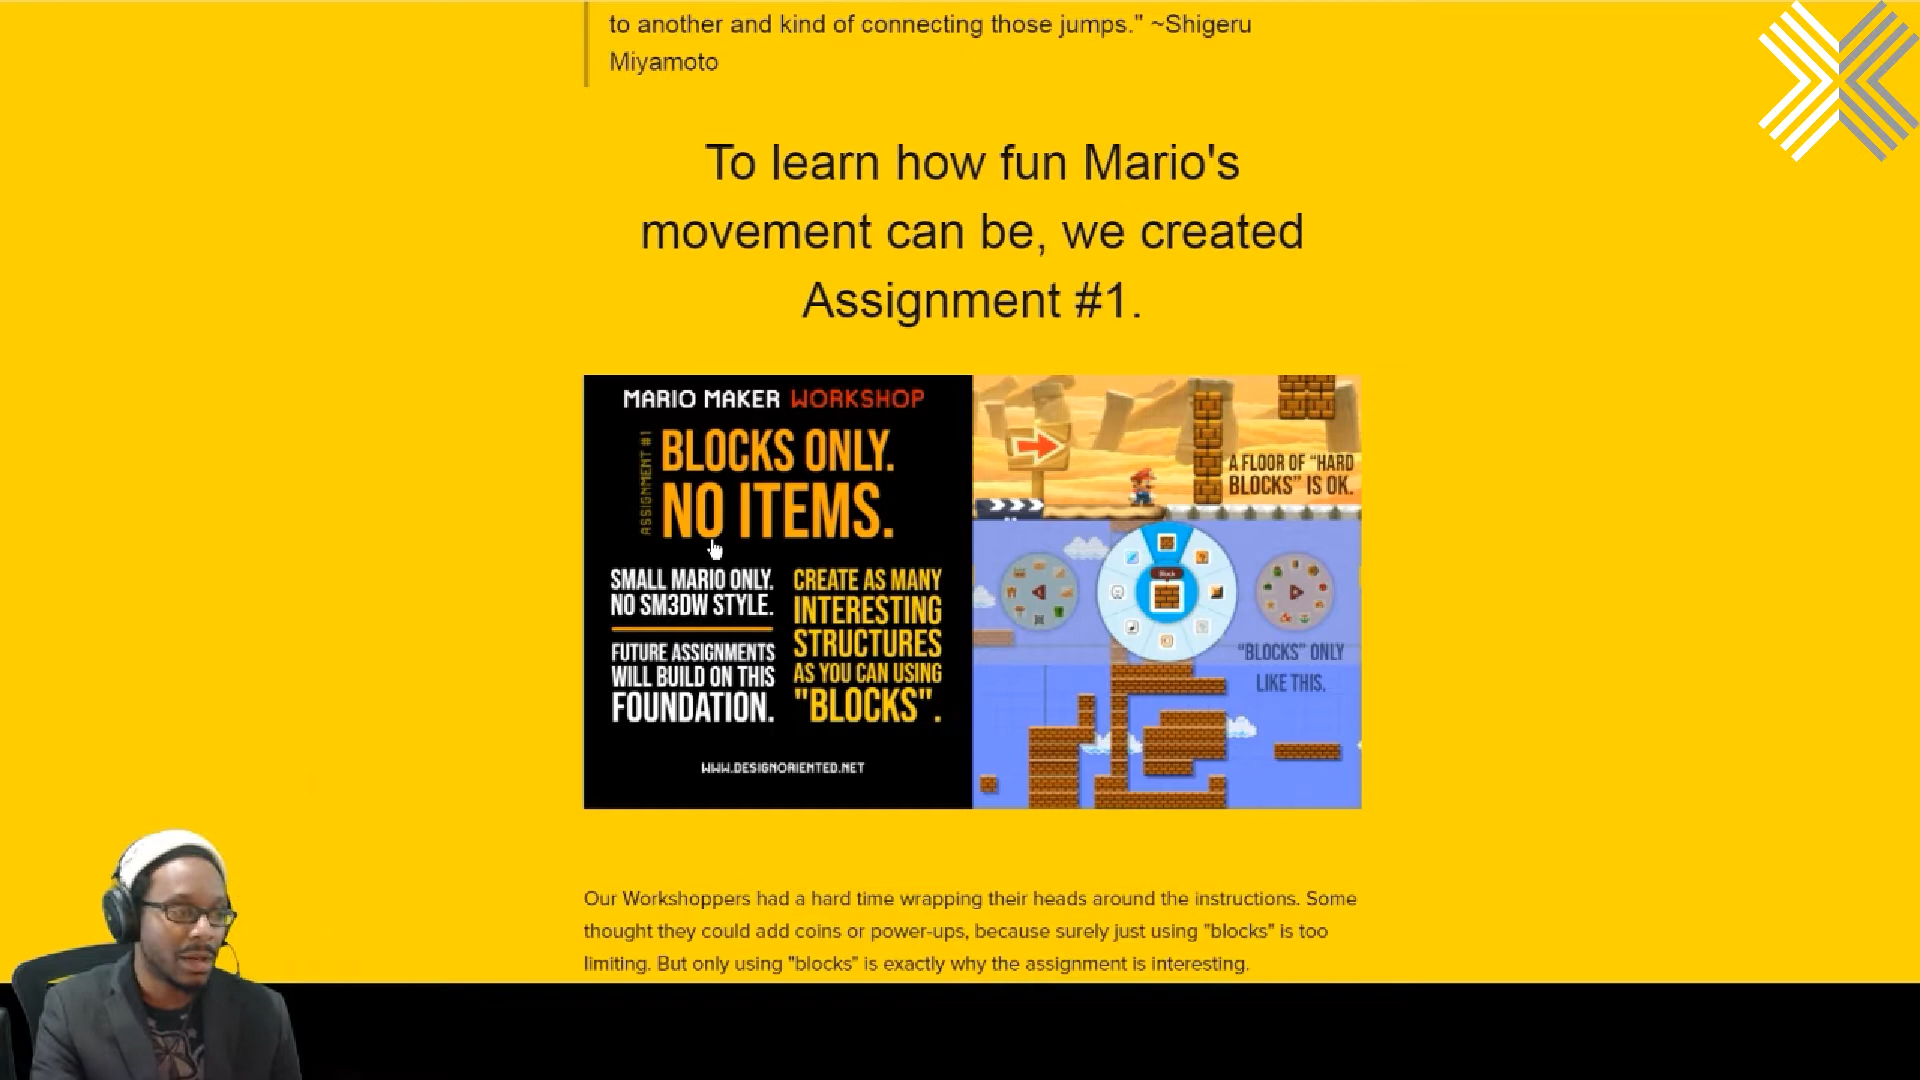 to another and kind of connecting those jumps." ~Shigeru
Miyamoto
To learn how fun Mario's
movement can be, we created
Assignment #1.
MARIO MAKER WORKSHOP
ASSIGNMENT #1
BLOCKS ONLY.
NO ITEMS.
SMALL MARIO ONLY.
NO SM3DW STYLE.
FUTURE ASSIGNMENTS
WILL BUILD ON THIS
FOUNDATION.
CREATE AS MANY
INTERESTING
STRUCTURES
AS YOU CAN USING
"BLOCKS".
WWW.DESIGNORIENTED.NET
A FLOOR OF "HARD
BLOCKS" IS OK.
Block
"BLOCKS" ONLY
LIKE THIS.
Our Workshoppers had a hard time wrapping their heads around the instructions. Some
thought they could add coins or power-ups, because surely just using "blocks" is too
limiting. But only using "blocks" is exactly why the assignment is interesting.